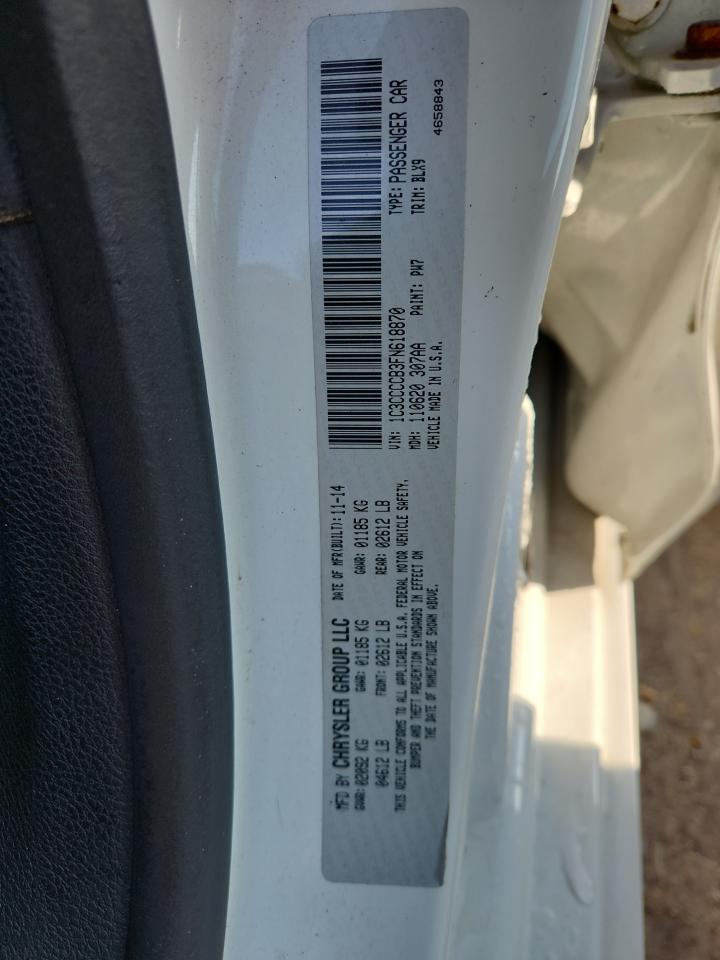 MFD BY CHRYSLER GROUP LLC DATE OF MFR(BUILT): 11-14
GVWR: 02092 KG GAWR: 01185 KG GAWR: 01185 KG
04612 LB FRONT: 02612 LB REAR: 02612 LB
THIS VEHICLE CONFORMS TO ALL APPLICABLE U.S.A. FEDERAL MOTOR VEHICLE SAFETY,
BUMPER AND THEFT PREVENTION STANDARDS IN EFFECT ON
THE DATE OF MANUFACTURE SHOWN ABOVE.
VIN: 1C3CCCCB3FN618870 TYPE: PASSENGER CAR
MDH: 110620 307AA PAINT: PW7 TRIM: BLX9
VEHICLE MADE IN U.S.A. 4658843